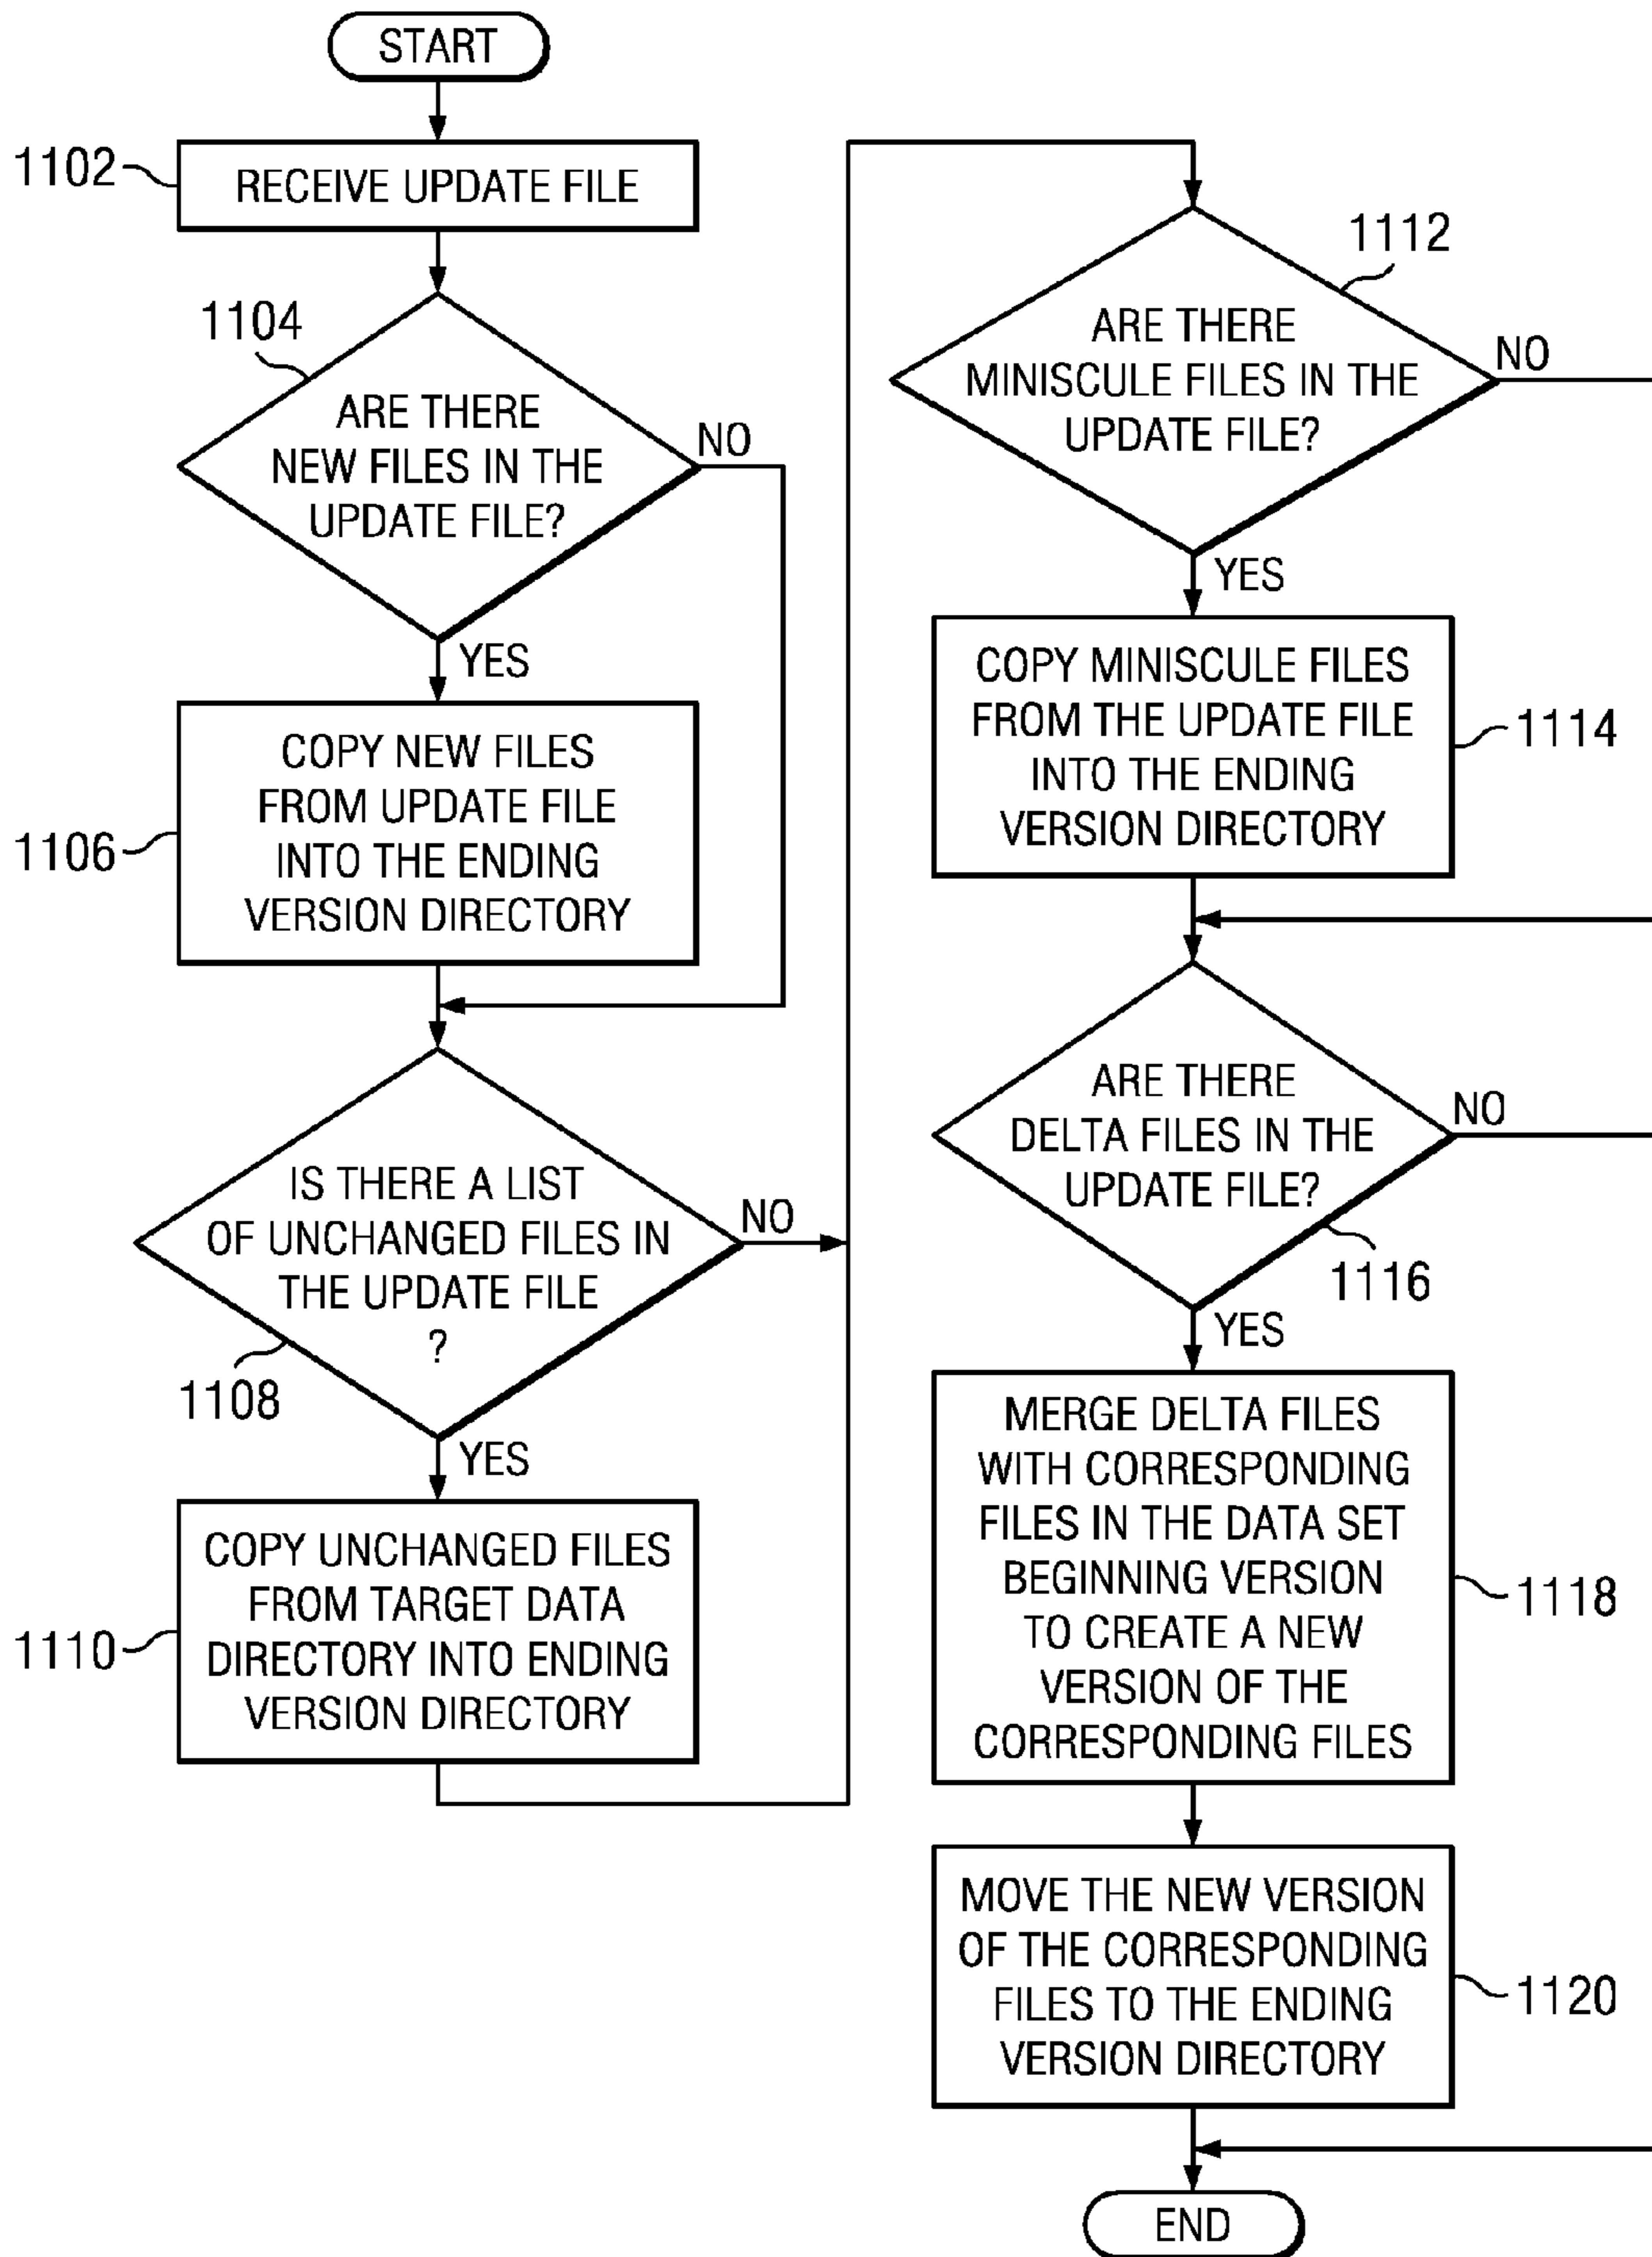 START
1102
RECEIVE UPDATE FILE
1104
ARE THERE
NEW FILES IN THE
UPDATE FILE?
NO
YES
1106
COPY NEW FILES
FROM UPDATE FILE
INTO THE ENDING
VERSION DIRECTORY
IS THERE A LIST
OF UNCHANGED FILES IN
THE UPDATE FILE
?
NO
1108
YES
1110
COPY UNCHANGED FILES
FROM TARGET DATA
DIRECTORY INTO ENDING
VERSION DIRECTORY
1112
ARE THERE
MINISCULE FILES IN THE
UPDATE FILE?
NO
YES
COPY MINISCULE FILES
FROM THE UPDATE FILE
INTO THE ENDING
VERSION DIRECTORY
1114
ARE THERE
DELTA FILES IN THE
UPDATE FILE?
NO
1116
YES
MERGE DELTA FILES
WITH CORRESPONDING
FILES IN THE DATA SET
BEGINNING VERSION
TO CREATE A NEW
VERSION OF THE
CORRESPONDING FILES
1118
MOVE THE NEW VERSION
OF THE CORRESPONDING
FILES TO THE ENDING
VERSION DIRECTORY
1120
END